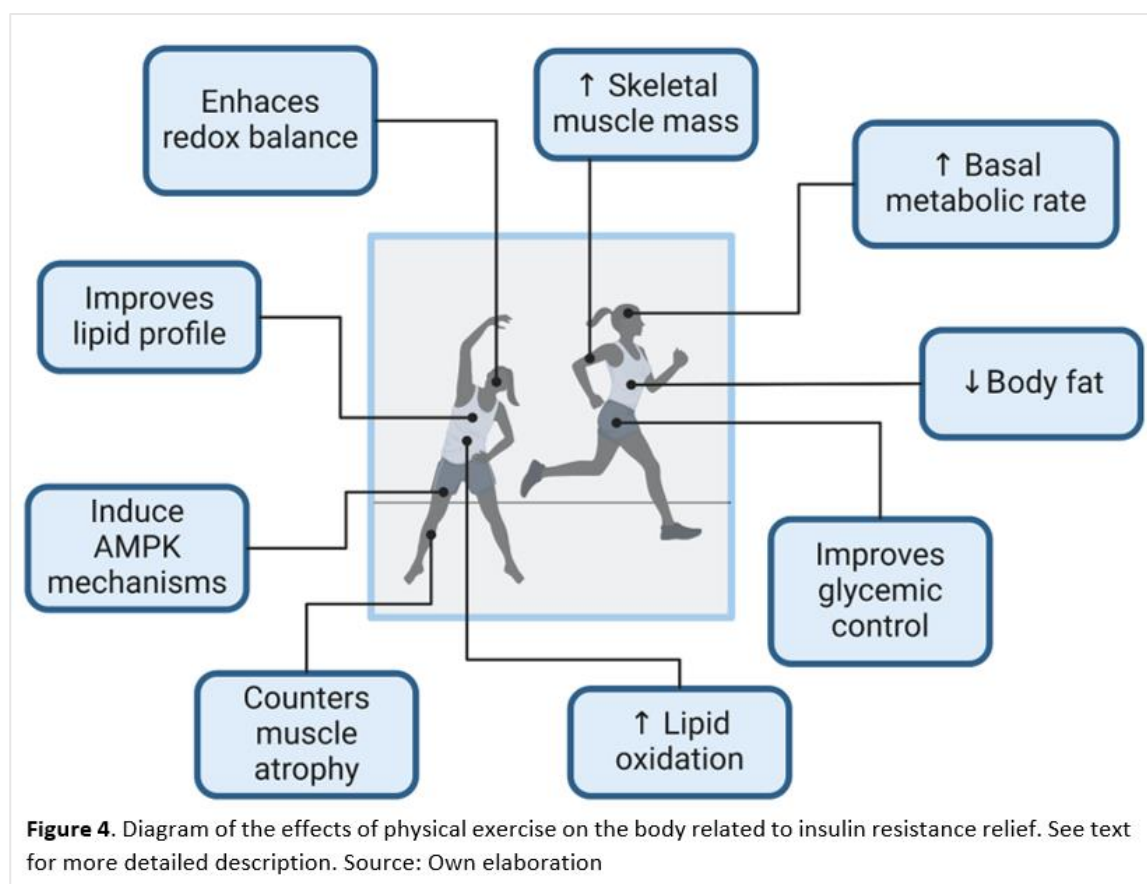 Enhaces
redox balance
↑ Skeletal
muscle mass
↑ Basal
metabolic rate
Improves
lipid profile
↓ Body fat
Induce
AMPK
mechanisms
Improves
glycemic
control
Counters
muscle
atrophy
↑ Lipid
oxidation
Figure 4. Diagram of the effects of physical exercise on the body related to insulin resistance relief. See text
for more detailed description. Source: Own elaboration